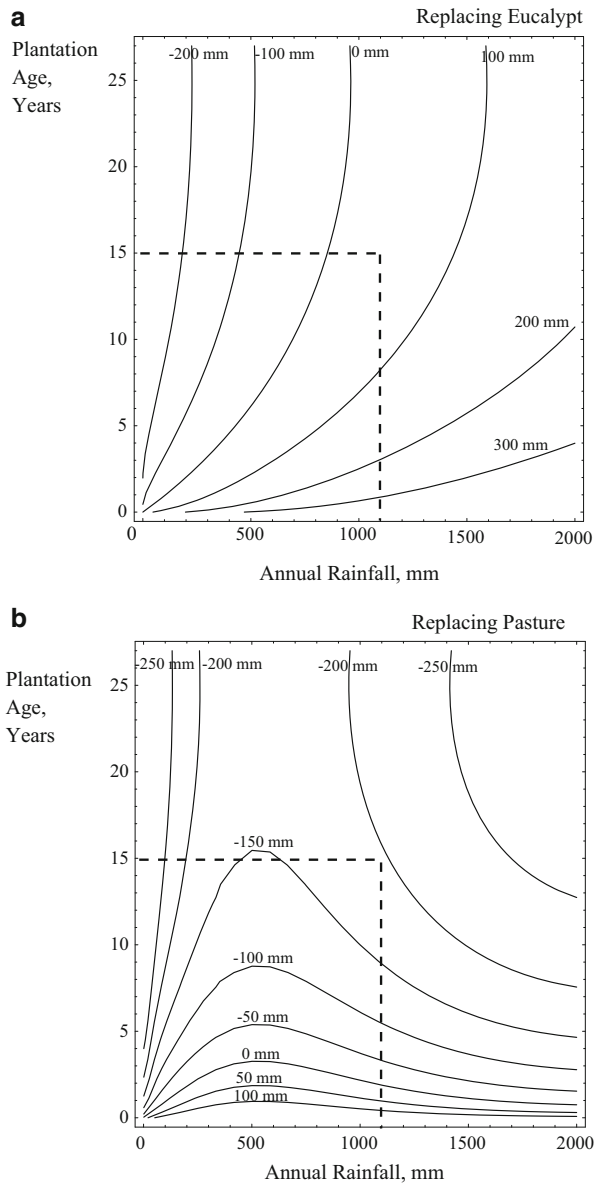 a
Replacing Eucalypt
Plantation
Age,
Years
-200 mm
-100 mm
0 mm
100 mm
25
20
15
10
5
0
200 mm
300 mm
0
500
1000
1500
2000
Annual Rainfall, mm
b
Replacing Pasture
Plantation
Age,
Years
-250 mm
-200 mm
-200 mm
-250 mm
25
20
15
10
5
0
-150 mm
-100 mm
-50 mm
0 mm
50 mm
100 mm
0
500
1000
1500
2000
Annual Rainfall, mm